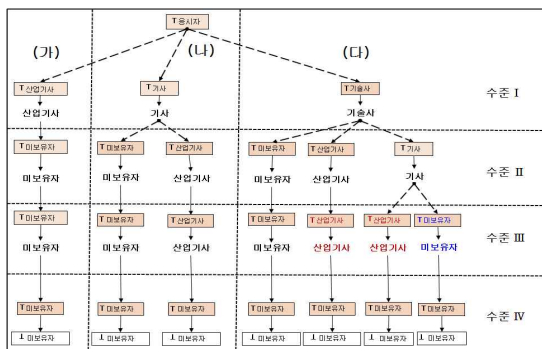 T응시자
(가) (나) (다)
T산업기사 T기사 T기술사 수준 Ⅰ
산업기사 기사 기술사
T미보유자 T미보유자 T산업기사 T미보유자 T산업기사 T기사
미보유자 미보유자 산업기사 미보유자 산업기사 기사 수준 Ⅱ
T미보유자 T미보유자 T산업기사 T미보유자 T산업기사 T산업기사 T미보유자
미보유자 미보유자 산업기사 미보유자 산업기사 산업기사 미보유자 수준 Ⅲ
T미보유자 T미보유자 T미보유자 T미보유자 T미보유자 T미보유자 T미보유자 수준 Ⅳ
⊥ 미보유자 ⊥ 미보유자 ⊥ 미보유자 ⊥ 미보유자 ⊥ 미보유자 ⊥ 미보유자 ⊥ 미보유자